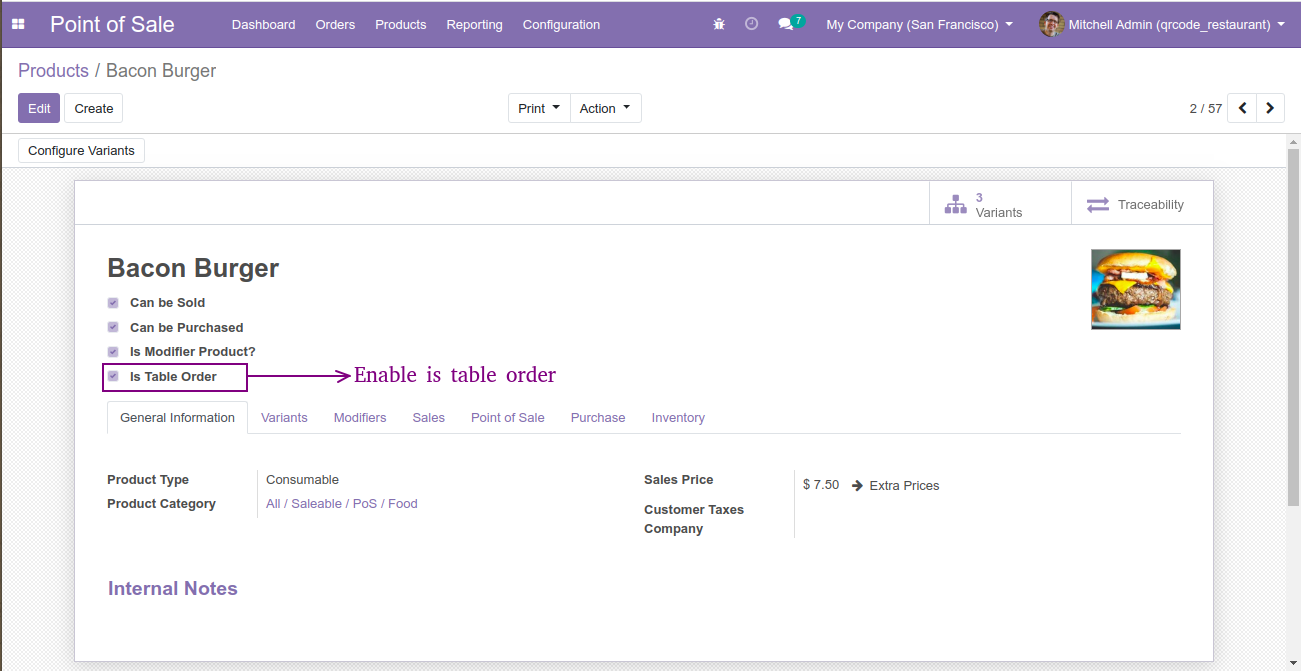 Point of Sale Dashboard Orders Products Reporting Configuration 7 My Company (San Francisco) Mitchell Admin (qrcode_restaurant)
Products / Bacon Burger
Edit Create Print Action 2 / 57
Configure Variants
3
Variants Traceability
Bacon Burger
Can be Sold
Can be Purchased
Is Modifier Product?
Is Table Order Enable is table order
General Information Variants Modifiers Sales Point of Sale Purchase Inventory
Product Type Consumable Sales Price $ 7.50 Extra Prices
Product Category All / Saleable / PoS / Food Customer Taxes
Company
Internal Notes